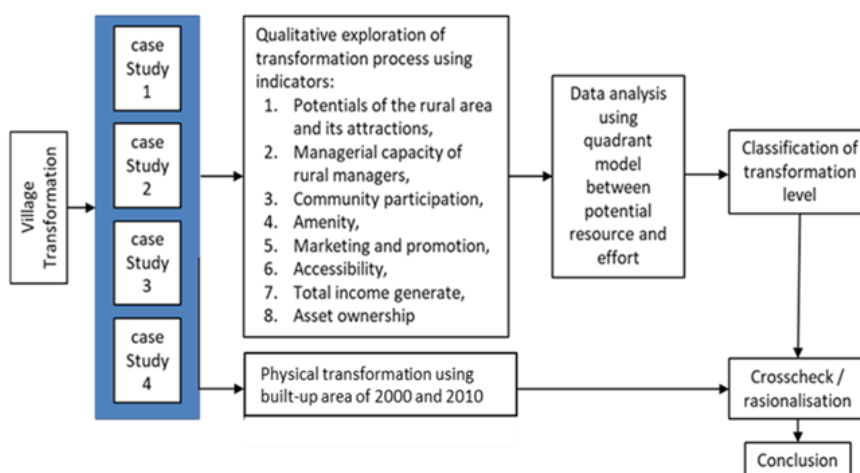 Village
Transformation
case
Study
1
case
Study
2
case
Study
3
case
Study
4
Qualitative exploration of
transformation process using
indicators:
1. Potentials of the rural area
and its attractions,
2. Managerial capacity of
rural managers,
3. Community participation,
4. Amenity,
5. Marketing and promotion,
6. Accessibility,
7. Total income generate,
8. Asset ownership
Physical transformation using
built-up area of 2000 and 2010
Data analysis
using
quadrant
model
between
potential
resource and
effort
Classification of
transformation
level
Crosscheck /
rasionalisation
Conclusion